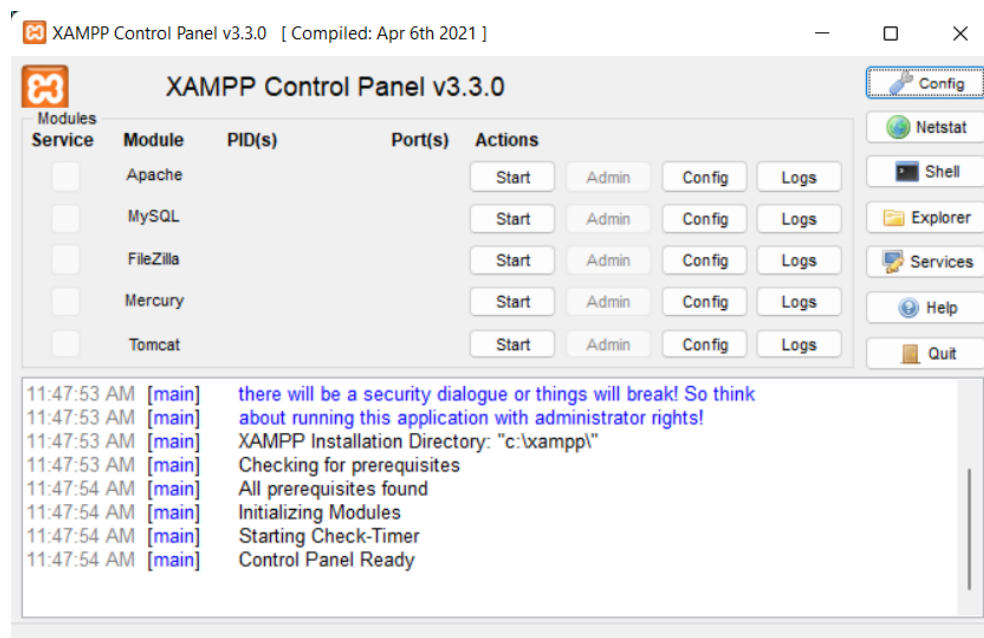 XAMPP Control Panel v3.3.0 [ Compiled: Apr 6th 2021 ]
XAMPP Control Panel v3.3.0
Config
Modules
Netstat
Service Module PID(s) Port(s) Actions
Apache Start Admin Config Logs
Shell
MySQL Start Admin Config Logs
Explorer
FileZilla Start Admin Config Logs
Services
Mercury Start Admin Config Logs
Help
Tomcat Start Admin Config Logs
Quit
11:47:53 AM [main] there will be a security dialogue or things will break! So think
11:47:53 AM [main] about running this application with administrator rights!
11:47:53 AM [main] XAMPP Installation Directory: "c:\xampp\"
11:47:53 AM [main] Checking for prerequisites
11:47:54 AM [main] All prerequisites found
11:47:54 AM [main] Initializing Modules
11:47:54 AM [main] Starting Check-Timer
11:47:54 AM [main] Control Panel Ready